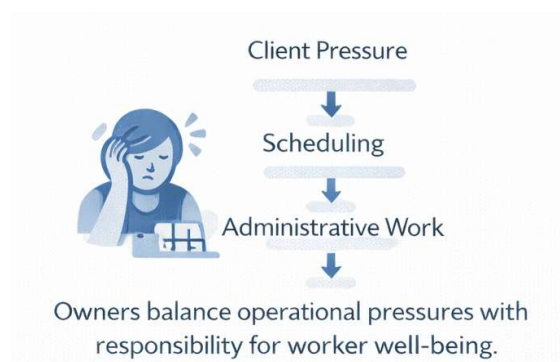 Client Pressure
Scheduling
Administrative Work
Owners balance operational pressures with
responsibility for worker well-being.